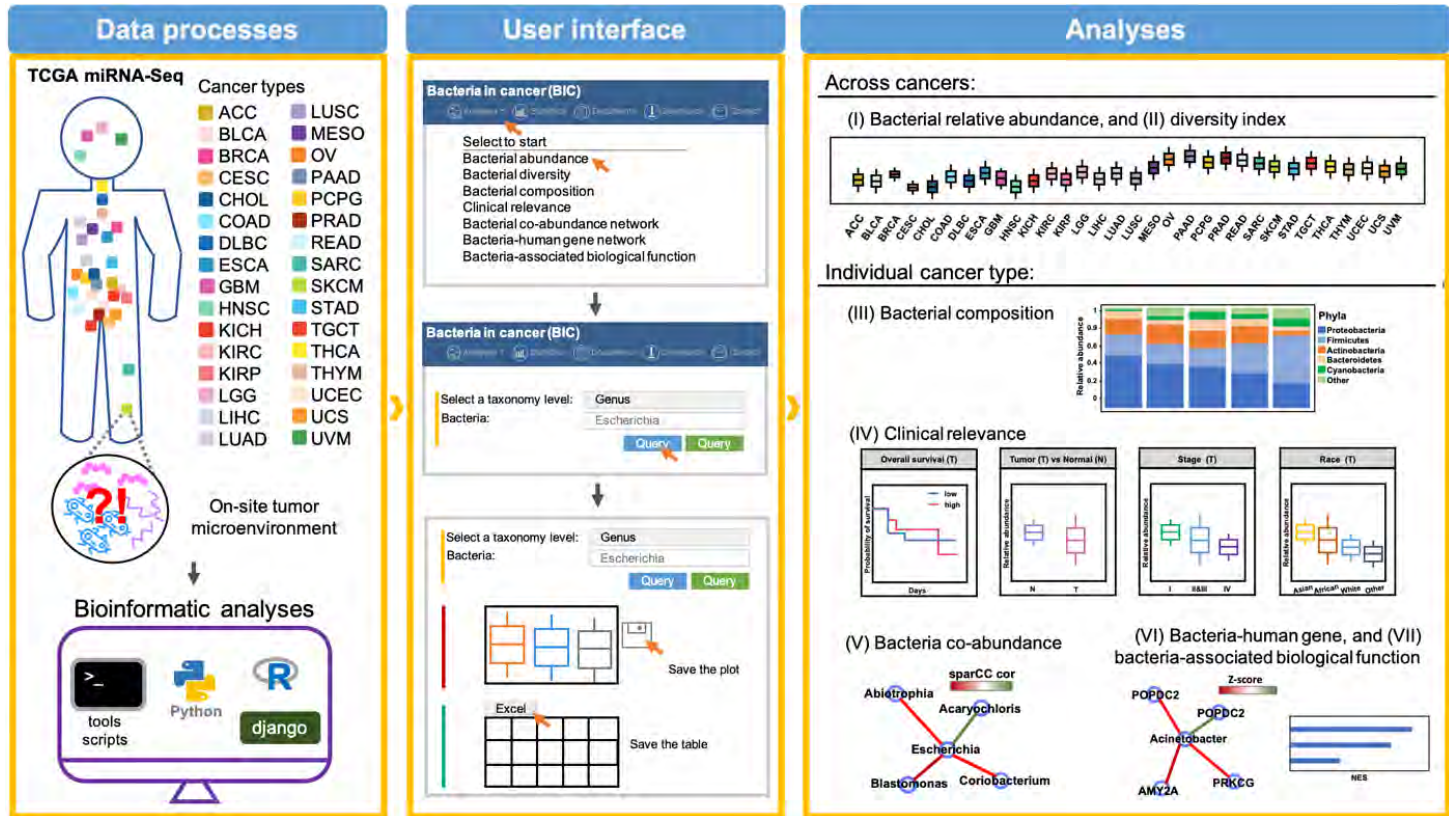 Data processes
TCGA miRNA-Seq
Cancer types
ACC
BLCA
BRCA
CESC
CHOL
COAD
DLBC
ESCA
GBM
HNSC
KICH
KIRC
KIRP
LGG
LIHC
LUAD
LUSC
MESO
OV
PAAD
PCPG
PRAD
READ
SARC
SKCM
STAD
TGCT
THCA
THYM
UCEC
UCS
UVM
?!
On-site tumor
microenvironment
Bioinformatic analyses
>_
tools
scripts
Python
R
django
User interface
Bacteria in cancer (BIC)
Select to start
Bacterial abundance
Bacterial diversity
Bacterial composition
Clinical relevance
Bacterial co-abundance network
Bacteria-human gene network
Bacteria-associated biological function
Bacteria in cancer (BIC)
Select a taxonomy level: Genus
Bacteria: Escherichia
Query Query
Select a taxonomy level: Genus
Bacteria: Escherichia
Query Query
Save the plot
Excel
Save the table
Analyses
Across cancers:
(I) Bacterial relative abundance, and (II) diversity index
ACC BLCA BRCA CESC CHOL COAD DLBC ESCA GBM HNSC KICH KIRC KIRP LGG LIHC LUAD LUSC MESO OV PAAD PCPG PRAD READ SARC SKCM STAD TGCT THCA THYM UCEC UCS UVM
Individual cancer type:
(III) Bacterial composition
Relative abundance
1
0.8
0.6
0.4
0.2
0
Phyla
Proteobacteria
Firmicutes
Actinobacteria
Bacteroidetes
Cyanobacteria
Other
(IV) Clinical relevance
Overall survival (T)
Probability of survival
low
high
Days
Tumor (T) vs Normal (N)
Relative abundance
N T
Stage (T)
Relative abundance
I II&III IV
Race (T)
Relative abundance
Asian African White Other
(V) Bacteria co-abundance
sparCC cor
Abiotrophia
Acaryochloris
Escherichia
Blastomonas
Coriobacterium
(VI) Bacteria-human gene, and (VII)
bacteria-associated biological function
Z-score
POPDC2
POPDC2
Acinetobacter
AMY2A
PRKCG
NES